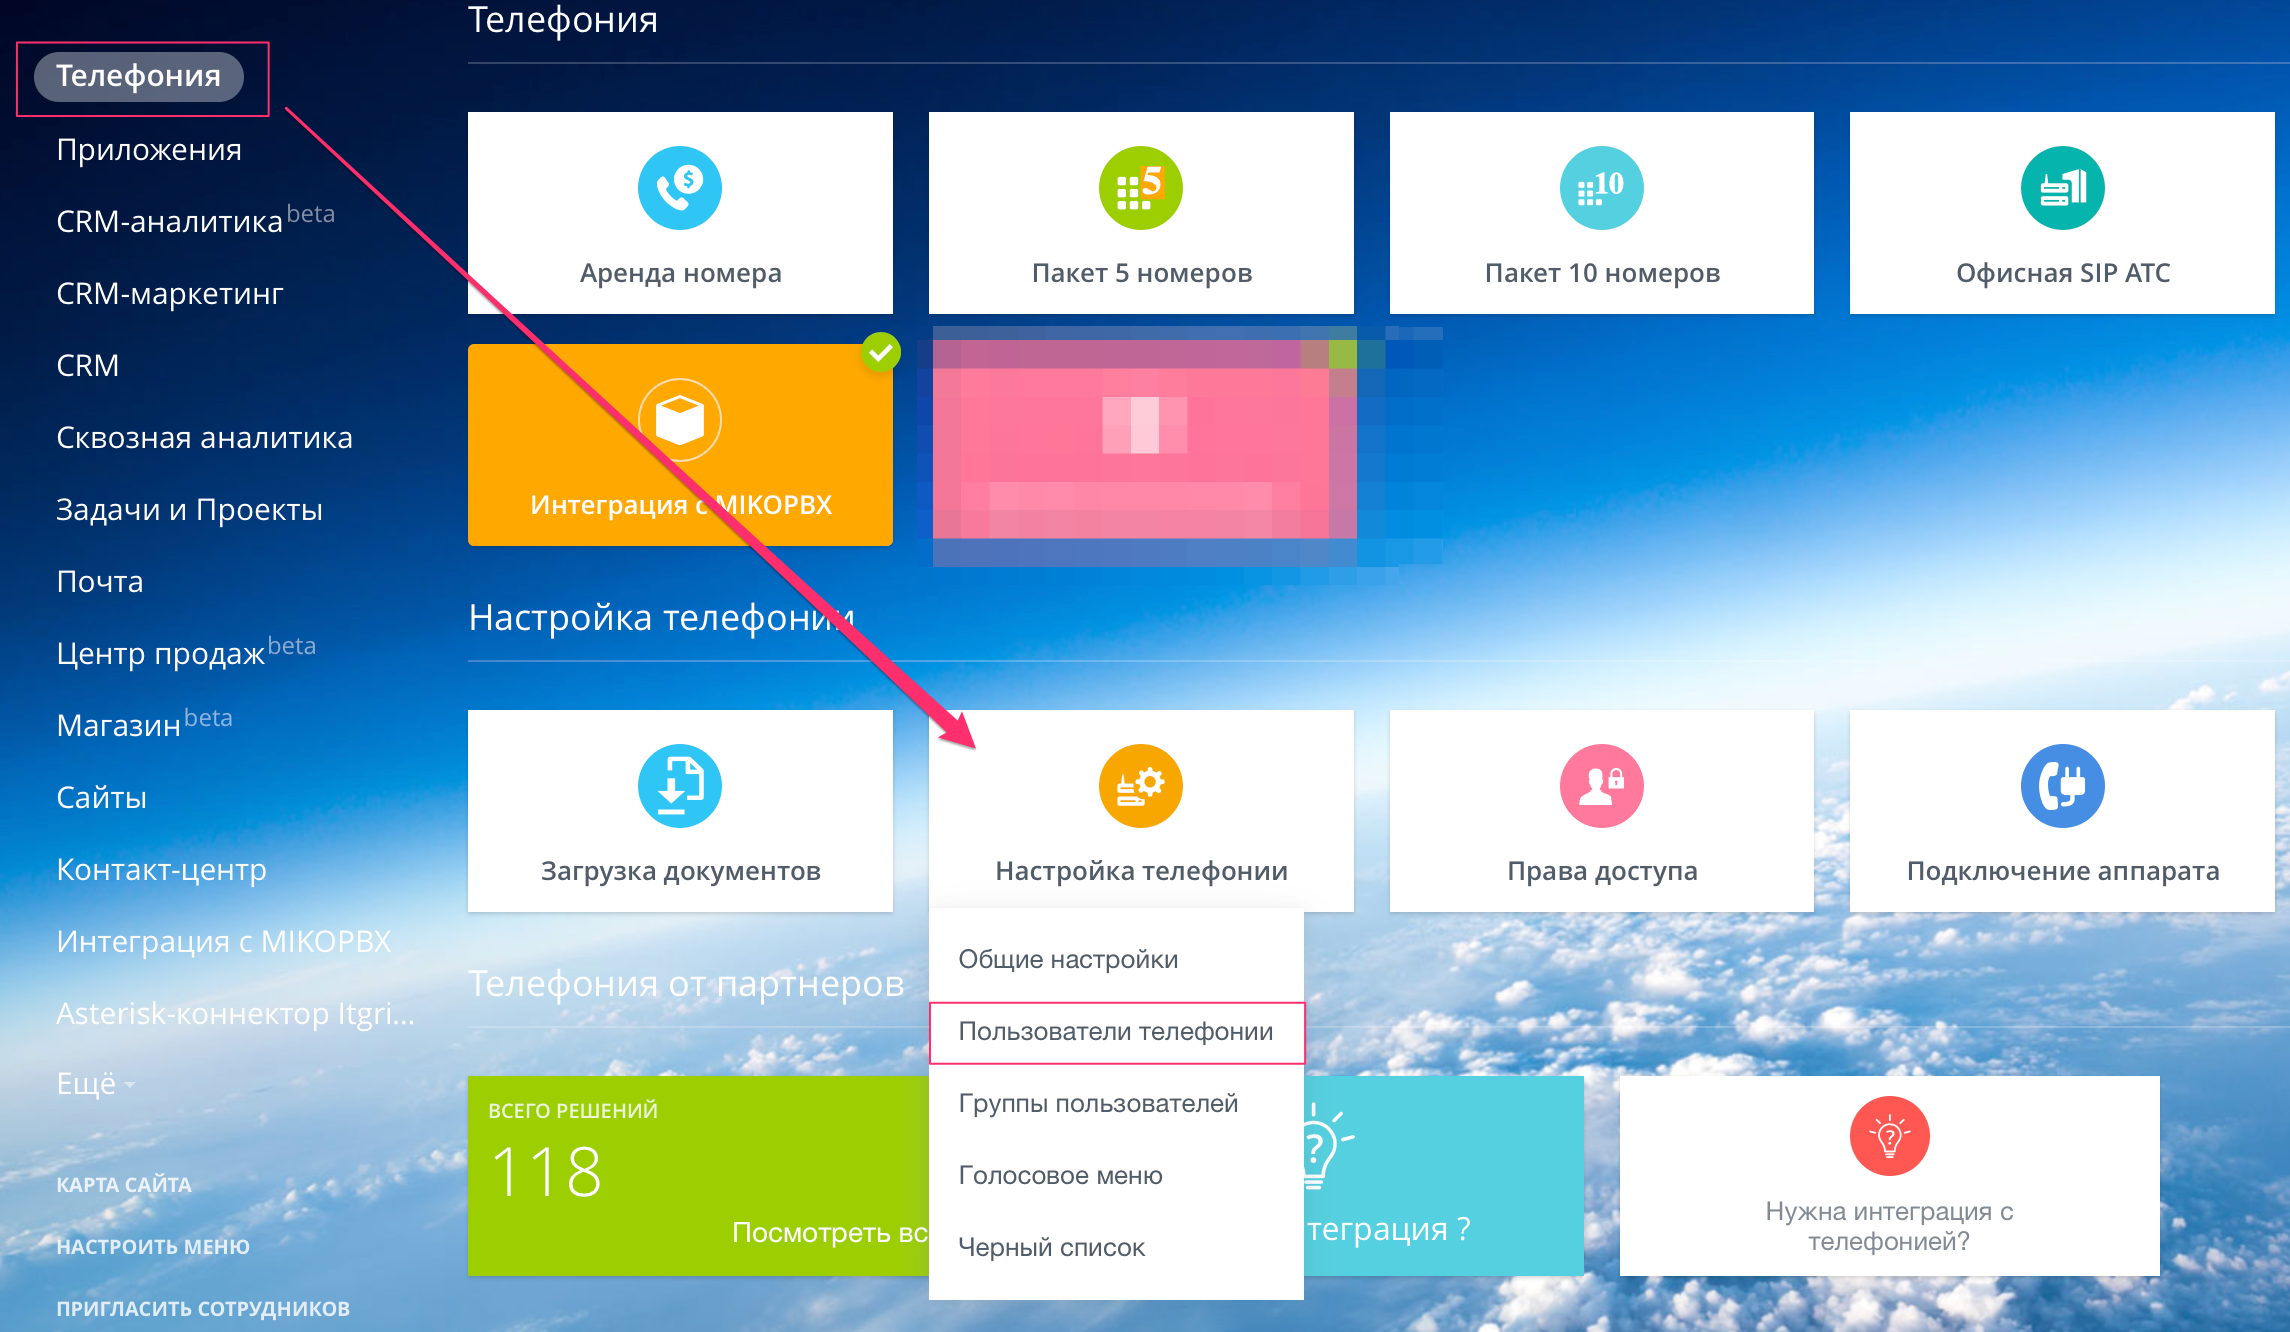 Телефония
Приложения
CRM-аналитика beta
CRM-маркетинг
CRM
Сквозная аналитика
Задачи и Проекты
Почта
Центр продаж beta
Магазин beta
Сайты
Контакт-центр
Интеграция с MIKOPBX
Asterisk-коннектор Itgri...
Ещё
КАРТА САЙТА
НАСТРОИТЬ МЕНЮ
ПРИГЛАСИТЬ СОТРУДНИКОВ
Телефония
$
Аренда номера
5
Пакет 5 номеров
10
Пакет 10 номеров
Офисная SIP АТС
Интеграция с MIKOPBX
Настройка телефонии
Загрузка документов
Настройка телефонии
Права доступа
Подключение аппарата
Общие настройки
Пользователи телефонии
Группы пользователей
Голосовое меню
Черный список
Телефония от партнеров
ВСЕГО РЕШЕНИЙ
118
Посмотреть вс
?
теграция ?
?
Нужна интеграция с
телефонией?